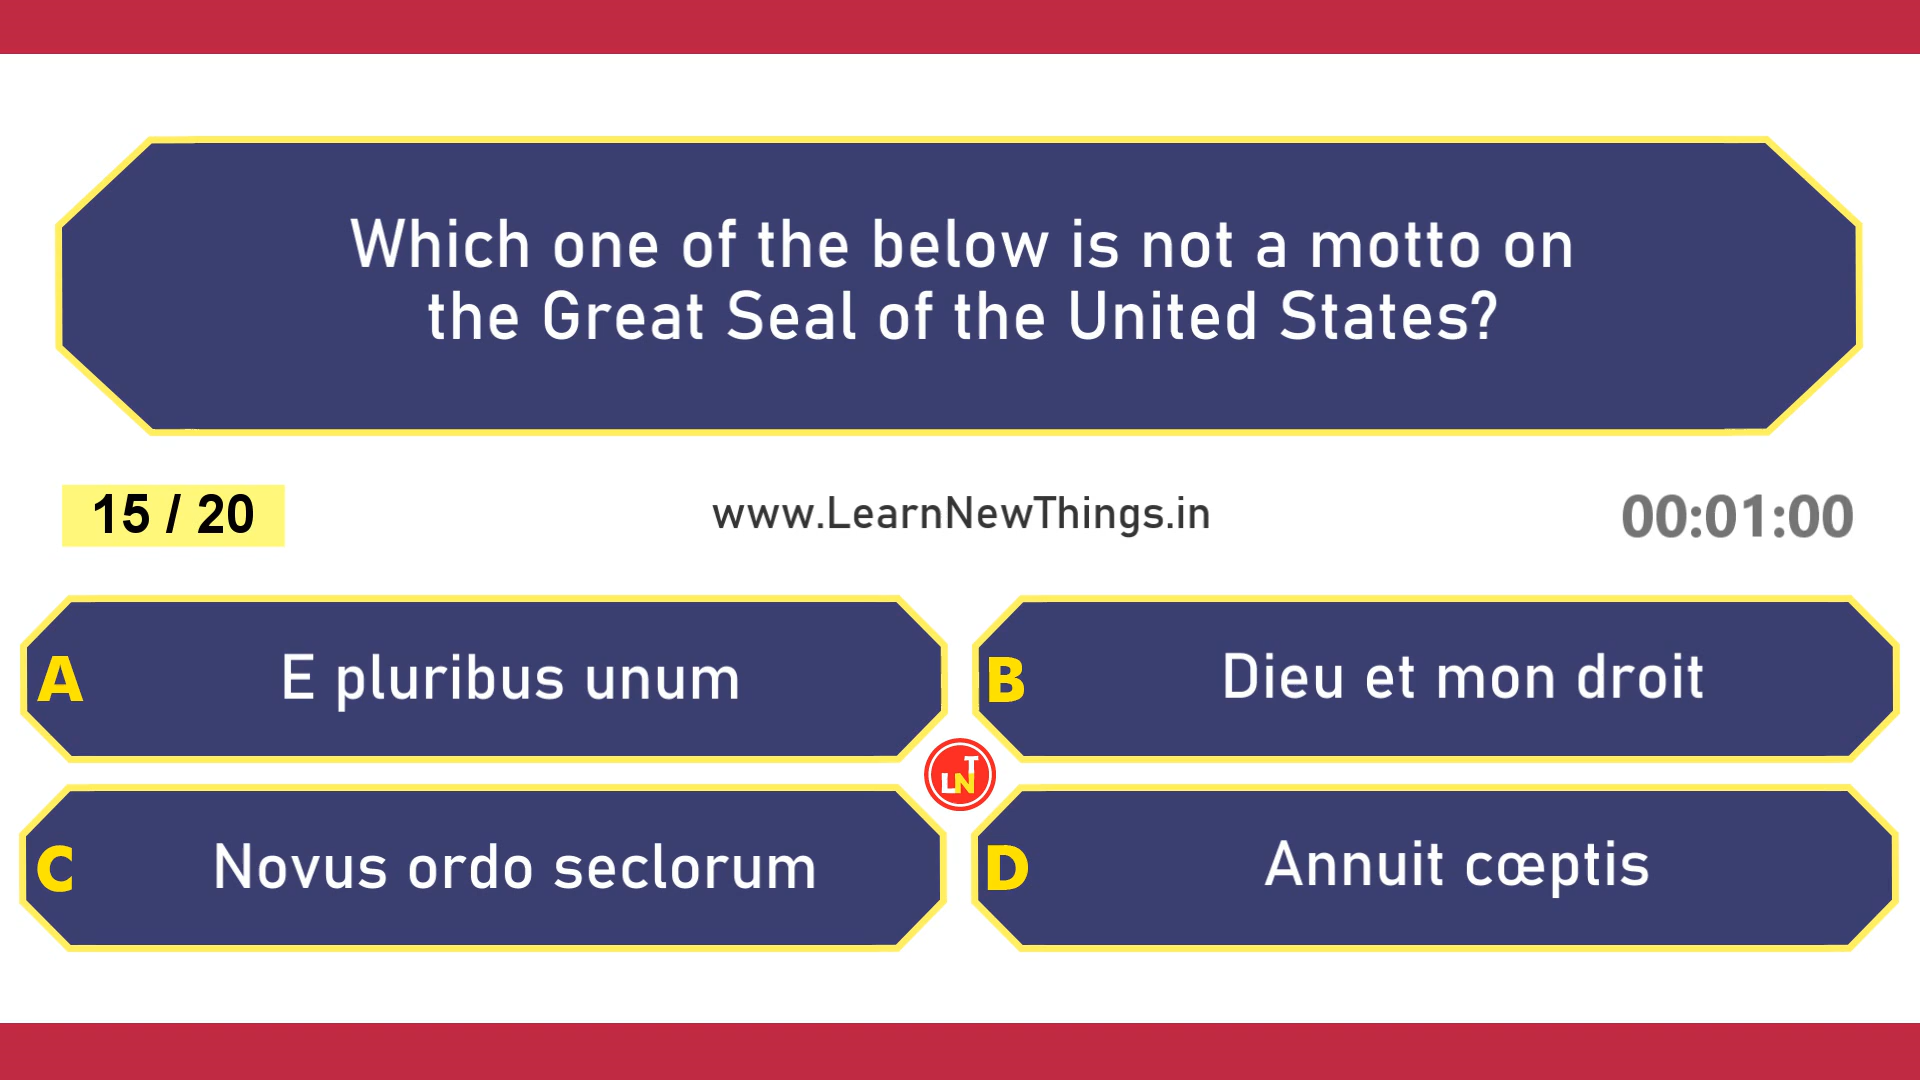 Which one of the below is not a motto on
the Great Seal of the United States?
15 / 20
www.LearnNewThings.in
00:01:00
A
E pluribus unum
B
Dieu et mon droit
LNT
C
Novus ordo seclorum
D
Annuit cœptis